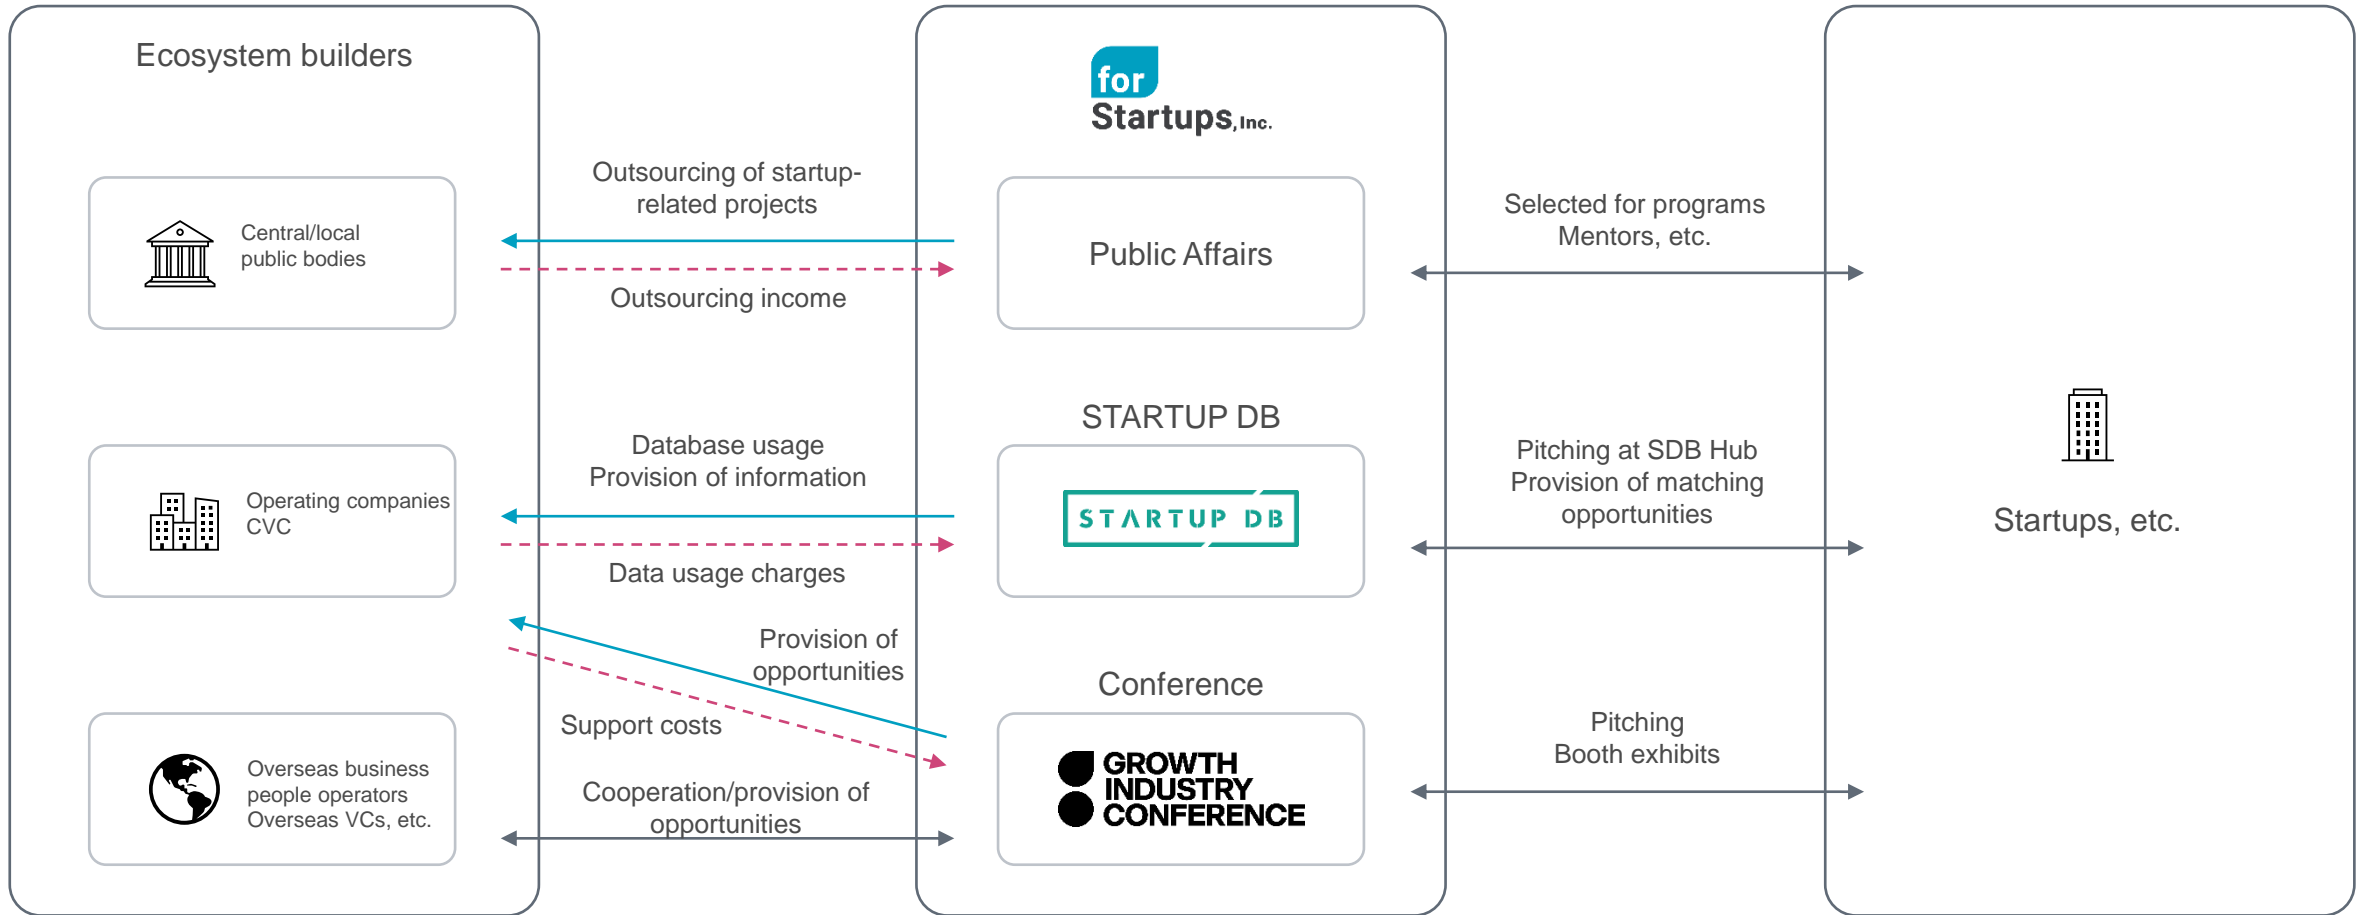 Ecosystem builders
for
Startups, Inc.
Outsourcing of startup-
related projects
Central/local
public bodies
Public Affairs
Outsourcing income
Selected for programs
Mentors, etc.
STARTUP DB
Database usage
Provision of information
Operating companies
CVC
STARTUP DB
Data usage charges
Pitching at SDB Hub
Provision of matching
opportunities
Startups, etc.
Provision of
opportunities
Support costs
Conference
Overseas business
people operators
Overseas VCs, etc.
Cooperation/provision of
opportunities
GROWTH
INDUSTRY
CONFERENCE
Pitching
Booth exhibits